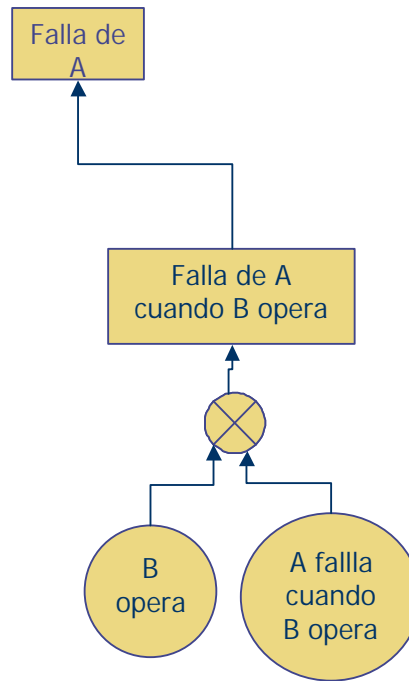 Falla de
A
Falla de A
cuando B opera
B
opera
A fallla
cuando
B opera